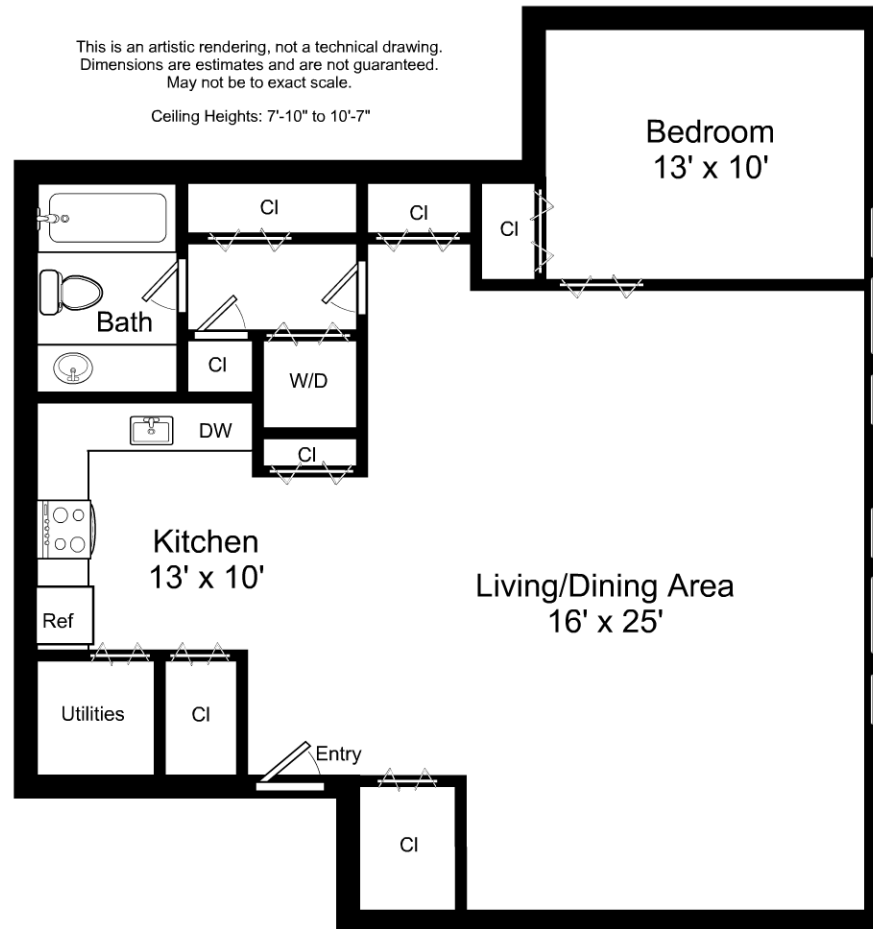 This is an artistic rendering, not a technical drawing.
Dimensions are estimates and are not guaranteed.
May not be to exact scale.
Ceiling Heights: 7'-10" to 10'-7"
Bedroom
13' x 10'
Cl
Cl
Cl
Bath
Cl
W/D
DW
Cl
Kitchen
13' x 10'
Living/Dining Area
16' x 25'
Ref
Utilities
Cl
Entry
Cl